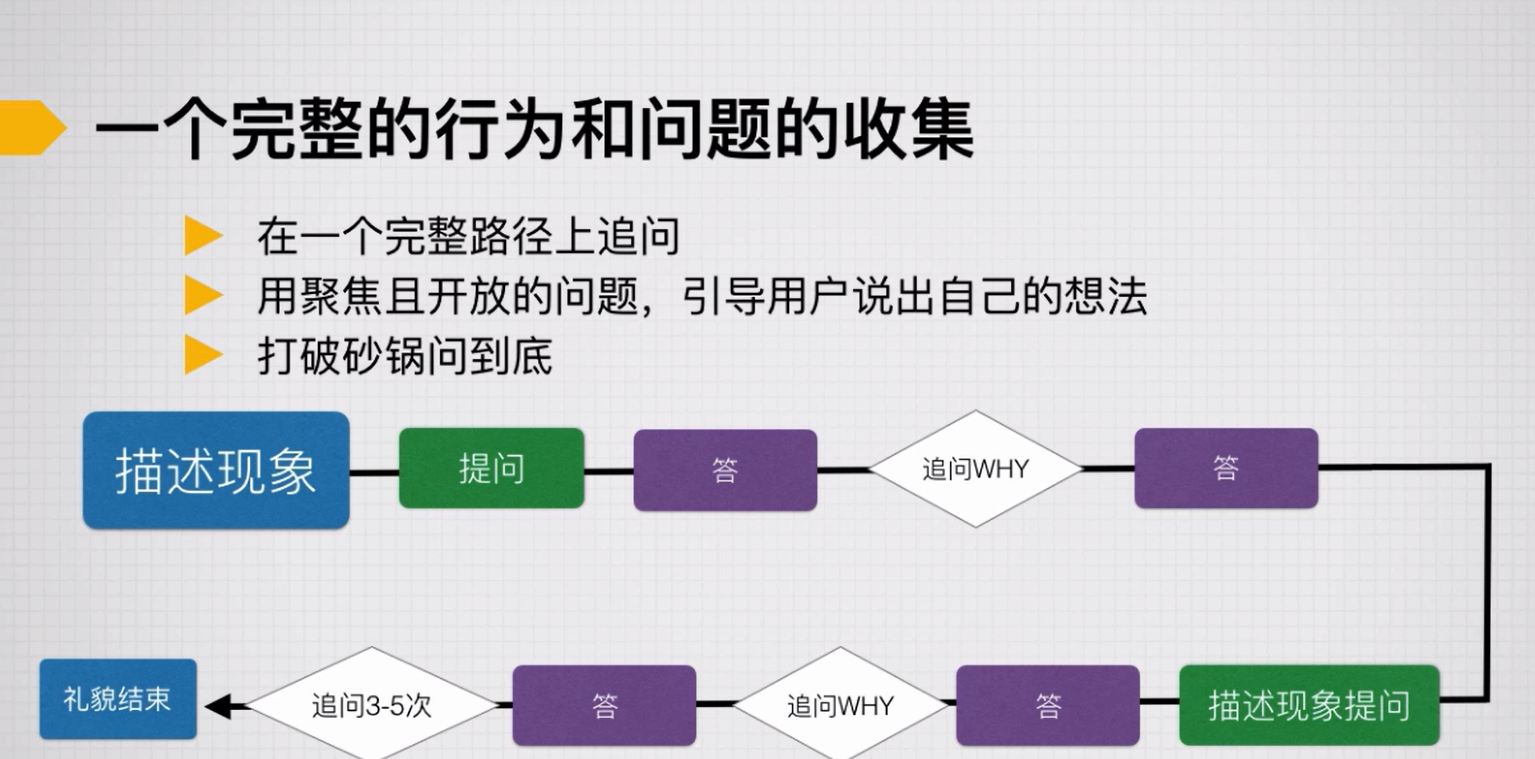 一个完整的行为和问题的收集
在一个完整路径上追问
用聚焦且开放的问题，引导用户说出自己的想法
打破砂锅问到底
描述现象
提问
答
追问WHY
答
描述现象提问
答
追问WHY
答
追问3-5次
礼貌结束